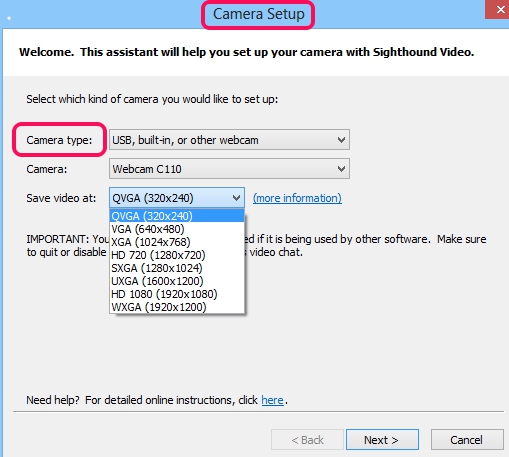 Camera Setup
Welcome. This assistant will help you set up your camera with Sighthound Video.
Select which kind of camera you would like to set up:
Camera type: USB, built-in, or other webcam
Camera: Webcam C110
Save video at: QVGA (320x240) (more information)
QVGA (320x240)
VGA (640x480)
XGA (1024x768)
HD 720 (1280x720)
SXGA (1280x1024)
UXGA (1600x1200)
HD 1080 (1920x1080)
WXGA (1920x1200)
IMPORTANT: You ed if it is being used by other software. Make sure
to quit or disable s video chat.
Need help? For detailed online instructions, click here.
< Back Next > Cancel